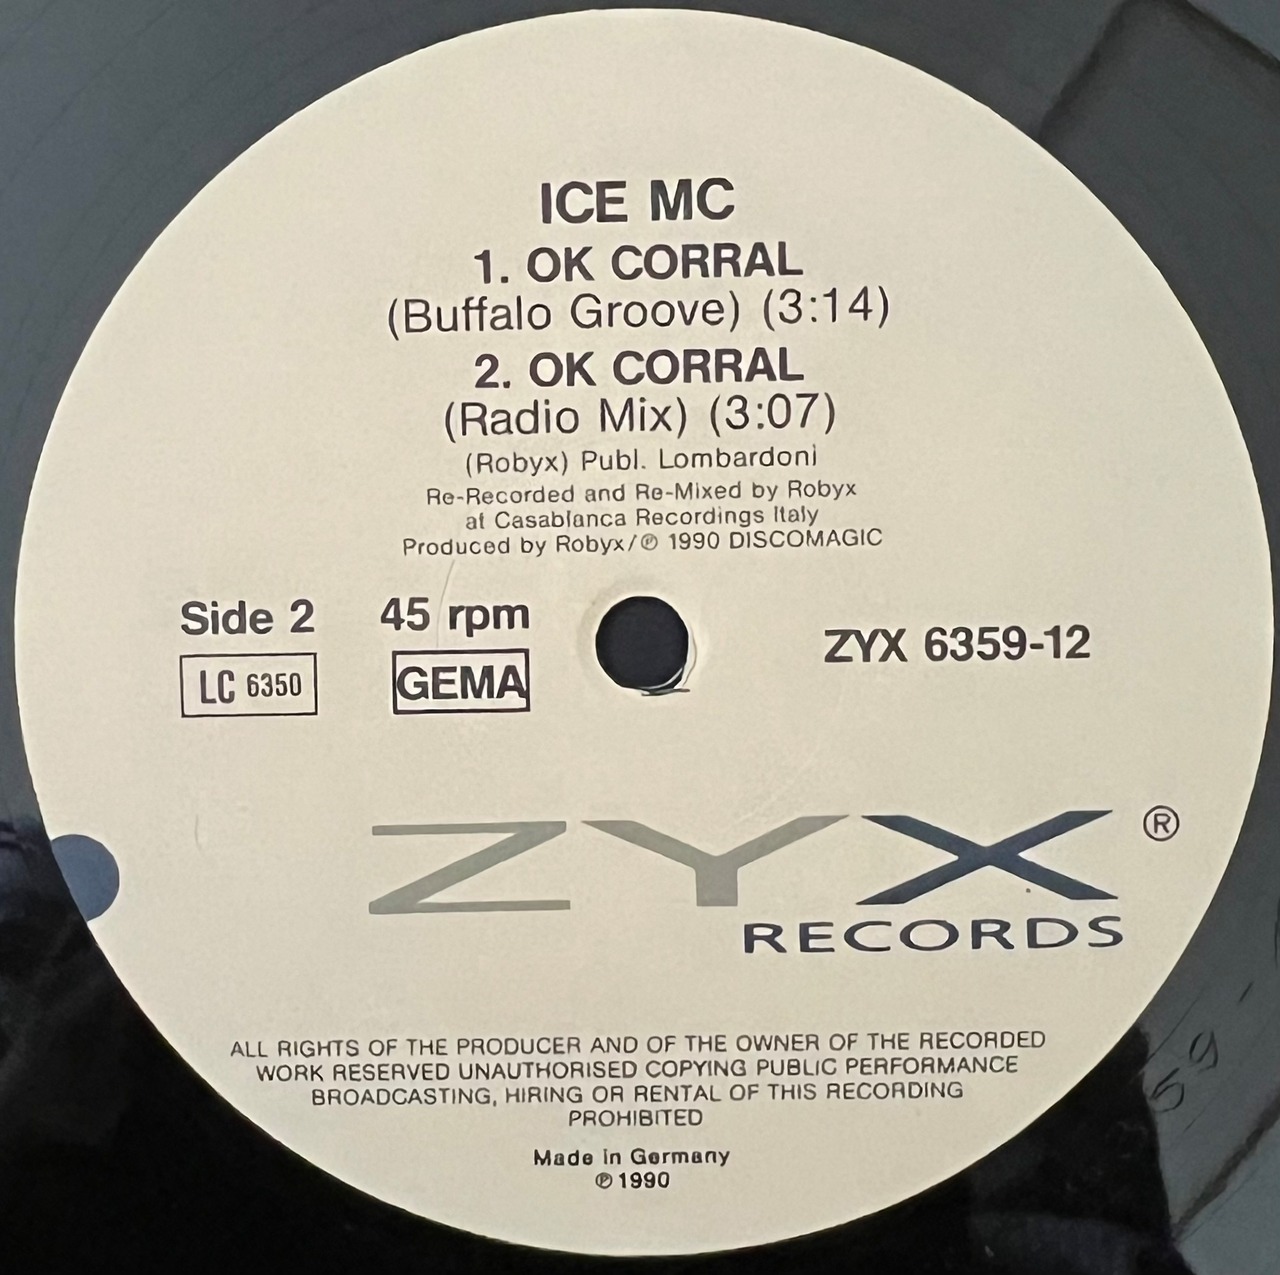 ICE MC
1. OK CORRAL
(Buffalo Groove) (3:14)
2. OK CORRAL
(Radio Mix) (3:07)
(Robyx) Publ. Lombardoni
Re-Recorded and Re-Mixed by Robyx
at Casablanca Recordings Italy
Produced by Robyx/℗ 1990 DISCOMAGIC
Side 2 45 rpm
ZYX 6359-12
LC 6350 GEMA
ZYX ®
RECORDS
ALL RIGHTS OF THE PRODUCER AND OF THE OWNER OF THE RECORDED
WORK RESERVED UNAUTHORISED COPYING PUBLIC PERFORMANCE
BROADCASTING, HIRING OR RENTAL OF THIS RECORDING
PROHIBITED
Made in Germany
℗ 1990
59